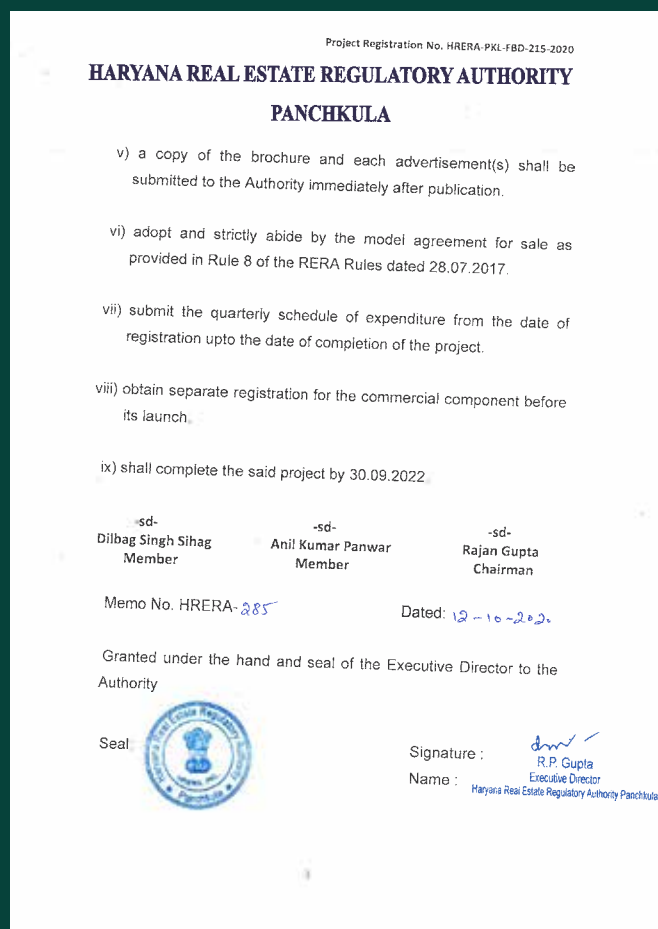 Project Registration No. HRERA-PKL-FBD-215-2020
HARYANA REAL ESTATE REGULATORY AUTHORITY
PANCHKULA
v) a copy of the brochure and each advertisement(s) shall be
submitted to the Authority immediately after publication.
vi) adopt and strictly abide by the model agreement for sale as
provided in Rule 8 of the RERA Rules dated 28.07.2017.
vii) submit the quarterly schedule of expenditure from the date of
registration upto the date of completion of the project.
viii) obtain separate registration for the commercial component before
its launch.
ix) shall complete the said project by 30.09.2022
-sd- -sd- -sd-
Dilbag Singh Sihag Anil Kumar Panwar Rajan Gupta
Member Member Chairman
Memo No. HRERA-285 Dated: 12-10-2020
Granted under the hand and seal of the Executive Director to the
Authority
Seal
Haryana Real Estate Regulatory Authority
Panchkula
Signature :
R.P. Gupta
Name : Executive Director
Haryana Real Estate Regulatory Authority Panchkula